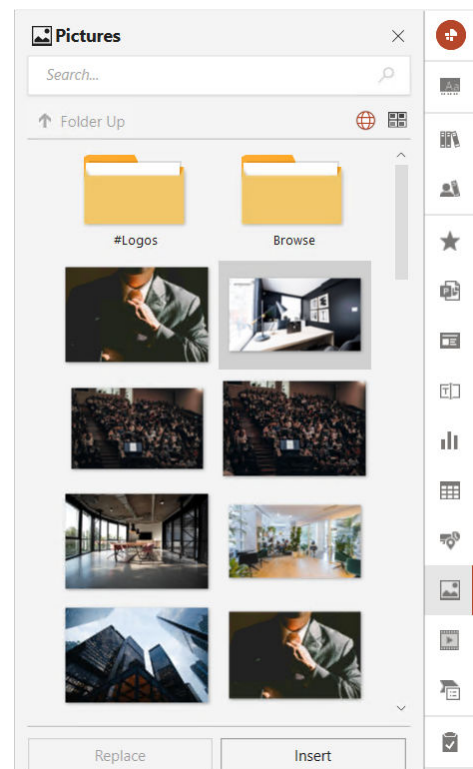 Pictures
Search...
Folder Up
#Logos
Browse
Replace
Insert